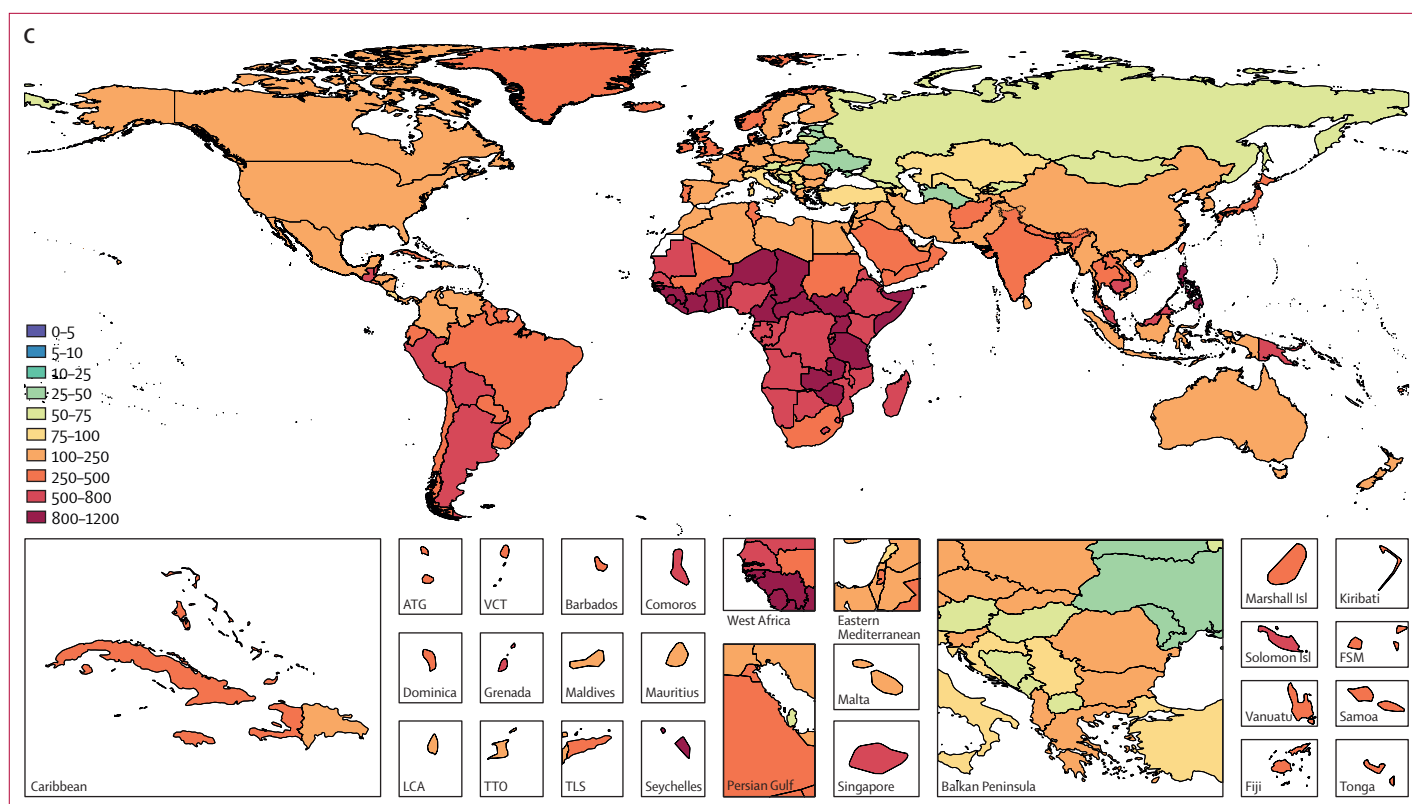 C
0–5
5–10
10–25
25–50
50–75
75–100
100–250
250–500
500–800
800–1200
Caribbean
ATG
VCT
Barbados
Comoros
West Africa
Eastern
Mediterranean
Dominica
Grenada
Maldives
Mauritius
Persian Gulf
Malta
LCA
TTO
TLS
Seychelles
Singapore
Balkan Peninsula
Marshall Isl
Kiribati
Solomon Isl
FSM
Vanuatu
Samoa
Fiji
Tonga